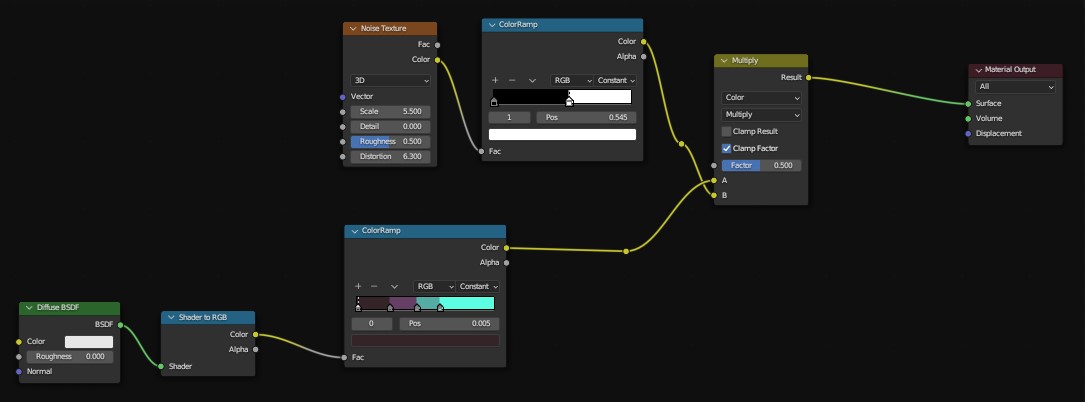 Noise Texture
Fac
Color
3D
Vector
Scale 5.500
Detail 0.000
Roughness 0.500
Distortion 6.300
ColorRamp
Color
Alpha
+ − RGB Constant
1 Pos 0.545
Fac
Multiply
Result
Color
Multiply
Clamp Result
Clamp Factor
Factor 0.500
A
B
Material Output
All
Surface
Volume
Displacement
ColorRamp
Color
Alpha
+ − RGB Constant
0 Pos 0.005
Fac
Diffuse BSDF
BSDF
Color
Roughness 0.000
Normal
Shader to RGB
Color
Alpha
Shader